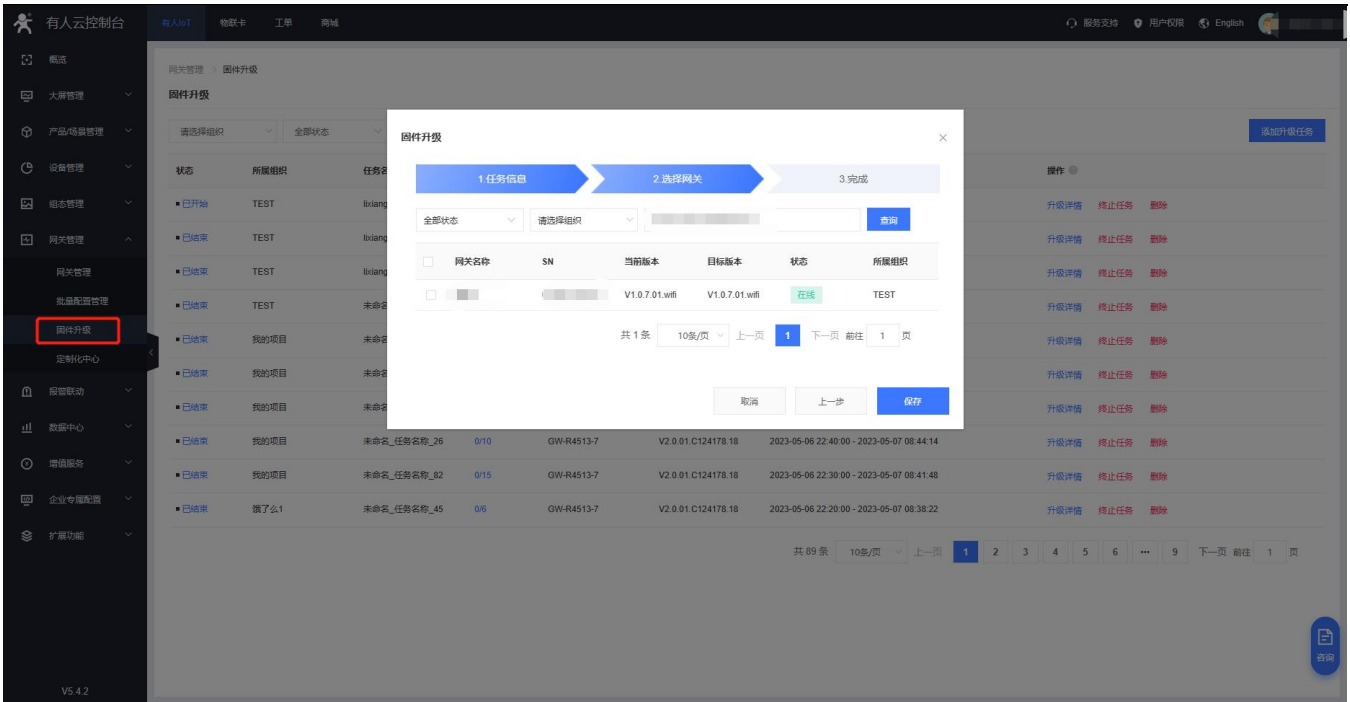 有人云控制台
有人IoT 物联卡 工单 商城
服务支持 用户权限 English
概览
大屏管理
产品/场景管理
设备管理
组态管理
网关管理
网关管理
批量配置管理
固件升级
定制化中心
报警联动
数据中心
增值服务
企业专属配置
扩展功能
V5.4.2
网关管理 > 固件升级
固件升级
请选择组织 全部状态
添加升级任务
状态 所属组织 任务名 操作
已开始 TEST lixiang 升级详情 终止任务 删除
已结束 TEST lixiang 升级详情 终止任务 删除
已结束 TEST lixiang 升级详情 终止任务 删除
已结束 TEST 未命名 升级详情 终止任务 删除
已结束 我的项目 未命名 升级详情 终止任务 删除
已结束 我的项目 未命名 升级详情 终止任务 删除
已结束 我的项目 未命名 升级详情 终止任务 删除
已结束 我的项目 未命名_任务名称_26 0/10 GW-R4513-7 V2.0.01.C124178.18 2023-05-06 22:40:00 - 2023-05-07 08:44:14 升级详情 终止任务 删除
已结束 我的项目 未命名_任务名称_82 0/15 GW-R4513-7 V2.0.01.C124178.18 2023-05-06 22:30:00 - 2023-05-07 08:41:48 升级详情 终止任务 删除
已结束 饿了么1 未命名_任务名称_45 0/6 GW-R4513-7 V2.0.01.C124178.18 2023-05-06 22:20:00 - 2023-05-07 08:38:22 升级详情 终止任务 删除
共 89 条 10条/页 上一页 1 2 3 4 5 6 ··· 9 下一页 前往 1 页
固件升级
1.任务信息 2.选择网关 3.完成
全部状态 请选择组织 查询
网关名称 SN 当前版本 目标版本 状态 所属组织
V1.0.7.01.wifi V1.0.7.01.wifi 在线 TEST
共 1 条 10条/页 上一页 1 下一页 前往 1 页
取消 上一步 保存
咨询